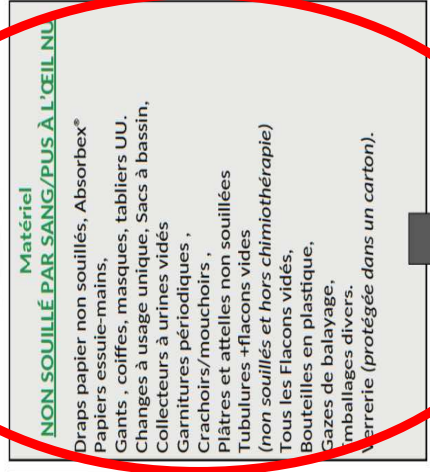 Matériel
NON SOUILLÉ PAR SANG/PUS À L'ŒIL NU
Draps papier non souillés, Absorbex®
Papiers essuie-mains,
Gants , coiffes, masques, tabliers UU.
Changes à usage unique, Sacs à bassin,
Collecteurs à urines vidés
Garnitures périodiques ,
Crachoirs/mouchoirs ,
Plâtres et attelles non souillées
Tubulures +flacons vides
(non souillés et hors chimiothérapie)
Tous les Flacons vidés,
Bouteilles en plastique,
Gazes de balayage,
Emballages divers.
Verrerie (protégée dans un carton).